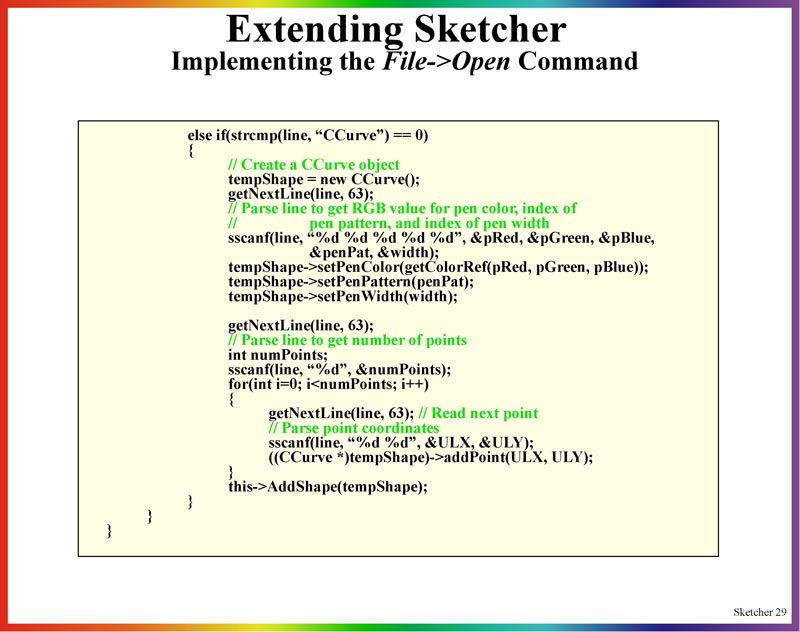 Extending Sketcher
Implementing the File->Open Command
else if(strcmp(line, “CCurve”) == 0)
{
// Create a CCurve object
tempShape = new CCurve();
getNextLine(line, 63);
// Parse line to get RGB value for pen color, index of
// pen pattern, and index of pen width
sscanf(line, “%d %d %d %d %d”, &pRed, &pGreen, &pBlue,
&penPat, &width);
tempShape->setPenColor(getColorRef(pRed, pGreen, pBlue));
tempShape->setPenPattern(penPat);
tempShape->setPenWidth(width);
getNextLine(line, 63);
// Parse line to get number of points
int numPoints;
sscanf(line, “%d”, &numPoints);
for(int i=0; i<numPoints; i++)
{
getNextLine(line, 63); // Read next point
// Parse point coordinates
sscanf(line, “%d %d”, &ULX, &ULY);
((CCurve *)tempShape)->addPoint(ULX, ULY);
}
this->AddShape(tempShape);
}
}
}
Sketcher 29